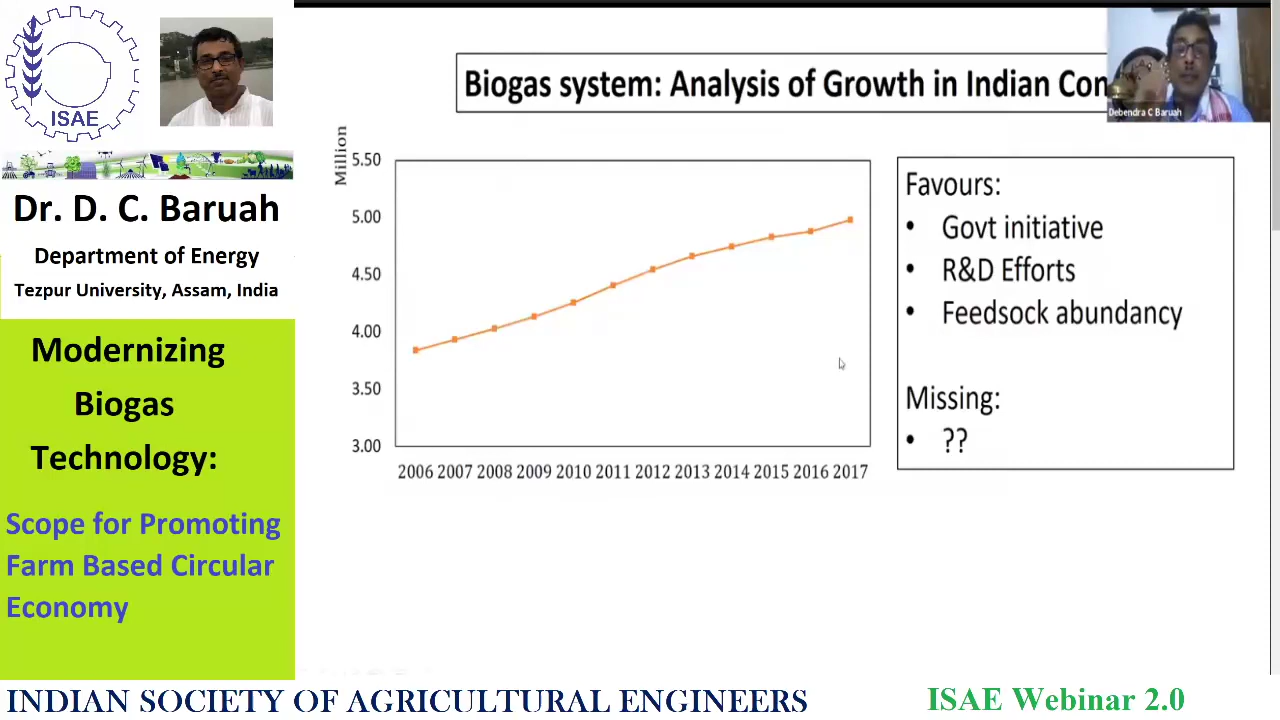 ISAE
Dr. D. C. Baruah
Department of Energy
Tezpur University, Assam, India
Modernizing
Biogas
Technology:
Scope for Promoting
Farm Based Circular
Economy
Biogas system: Analysis of Growth in Indian Con
Debendra C Baruah
Million
5.50
5.00
4.50
4.00
3.50
3.00
2006 2007 2008 2009 2010 2011 2012 2013 2014 2015 2016 2017
Favours:
• Govt initiative
• R&D Efforts
• Feedsock abundancy
Missing:
• ??
INDIAN SOCIETY OF AGRICULTURAL ENGINEERS
ISAE Webinar 2.0